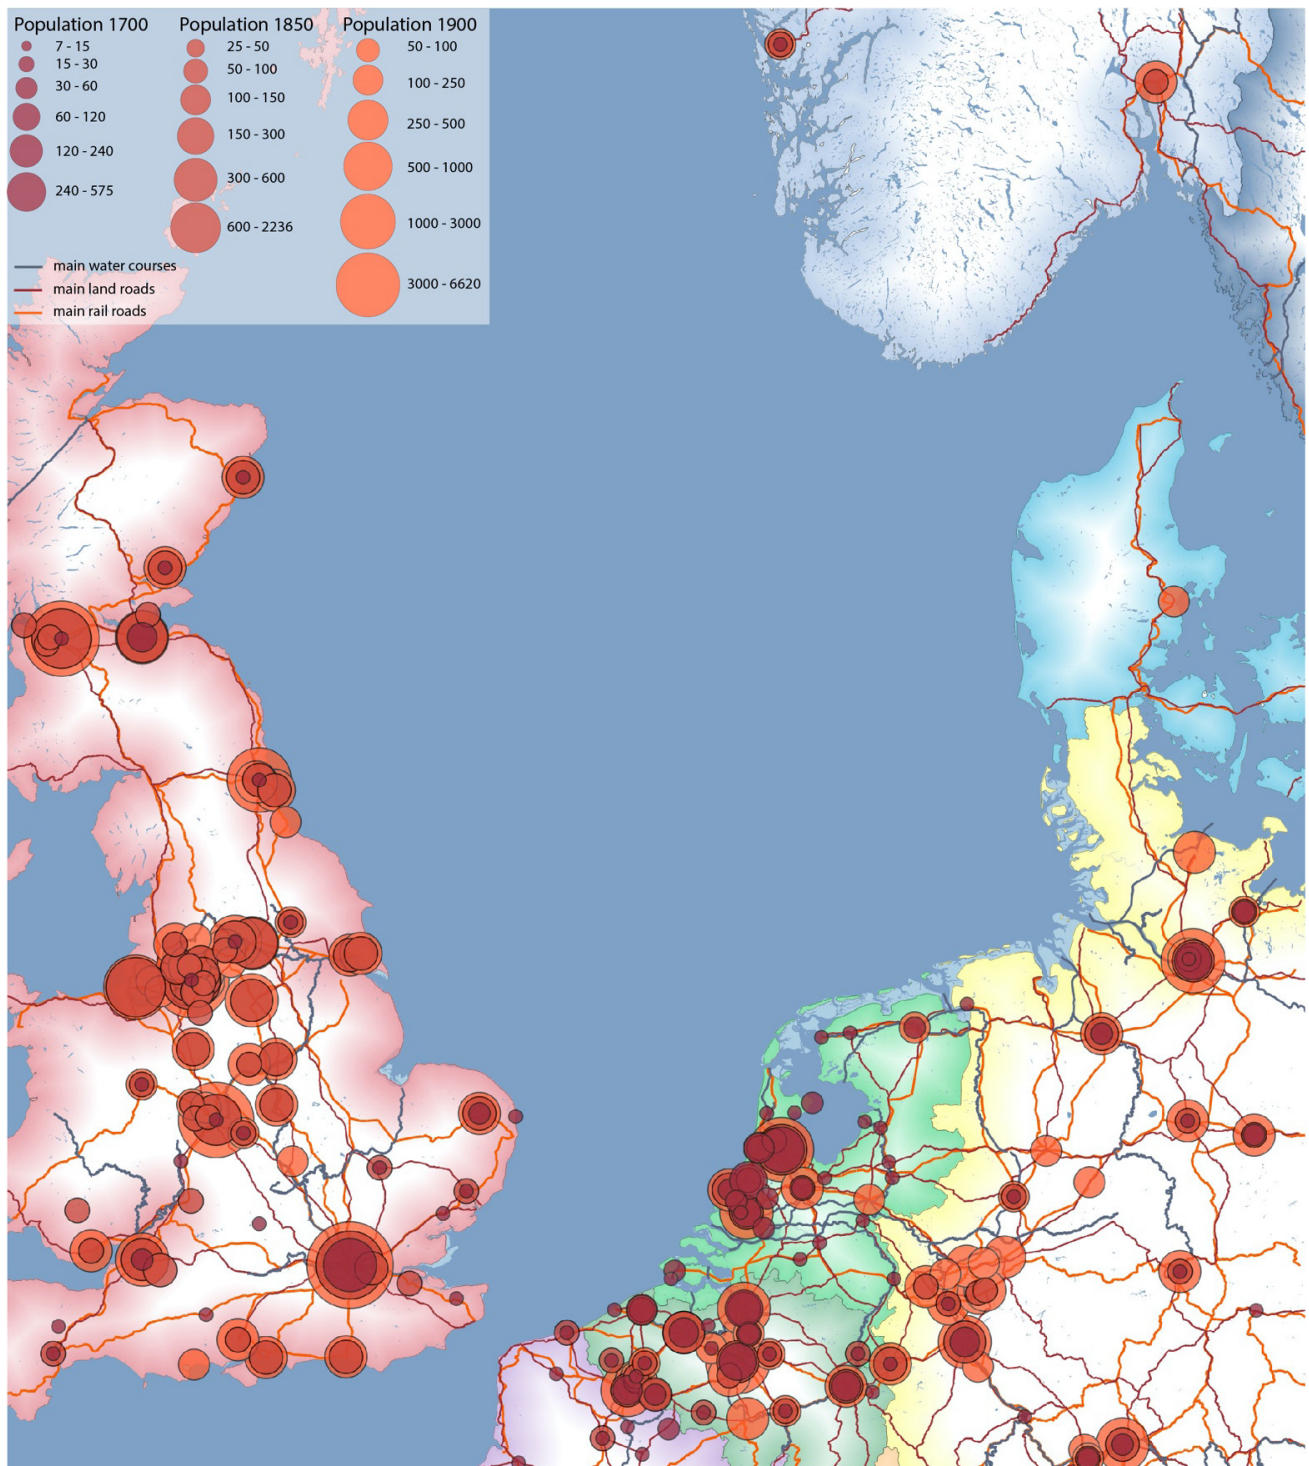 Population 1700
7 - 15
15 - 30
30 - 60
60 - 120
120 - 240
240 - 575
Population 1850
25 - 50
50 - 100
100 - 150
150 - 300
300 - 600
600 - 2236
Population 1900
50 - 100
100 - 250
250 - 500
500 - 1000
1000 - 3000
3000 - 6620
main water courses
main land roads
main rail roads